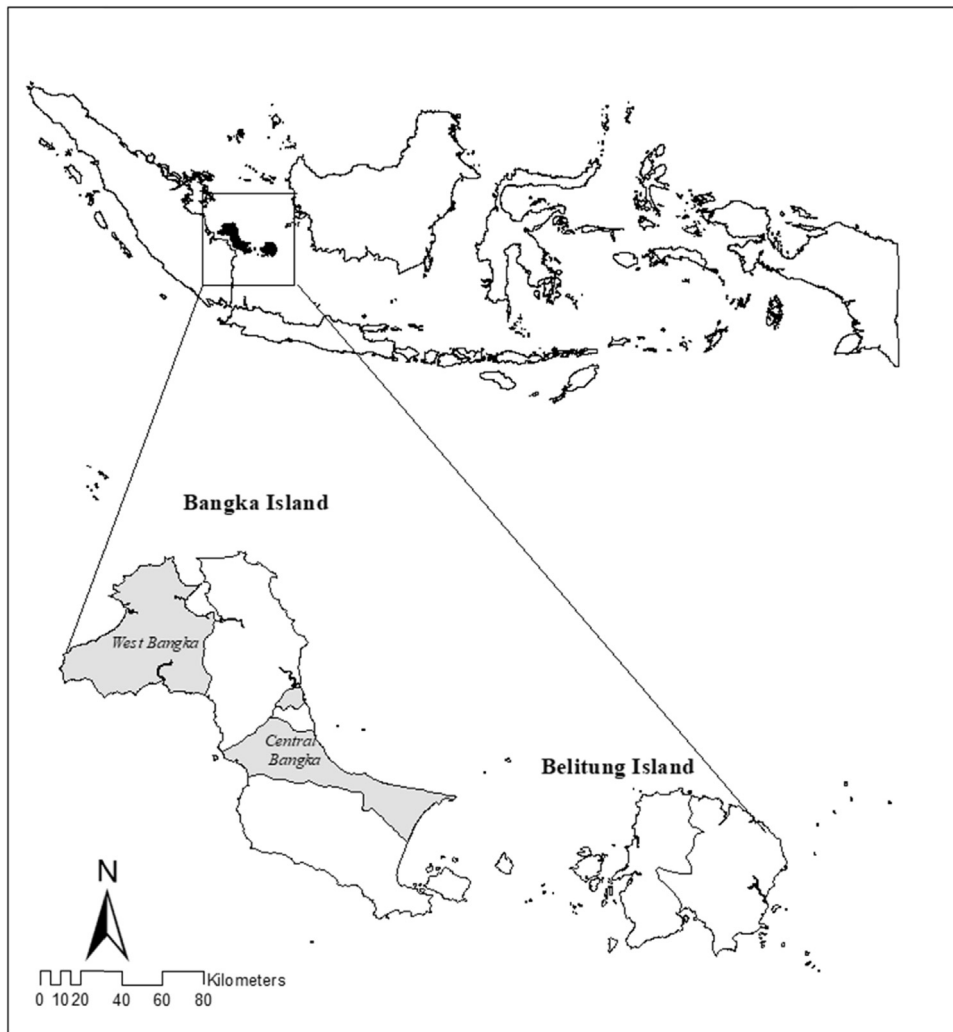 Bangka Island
West Bangka
Central
Bangka
Belitung Island
N
Kilometers
0 10 20 40 60 80